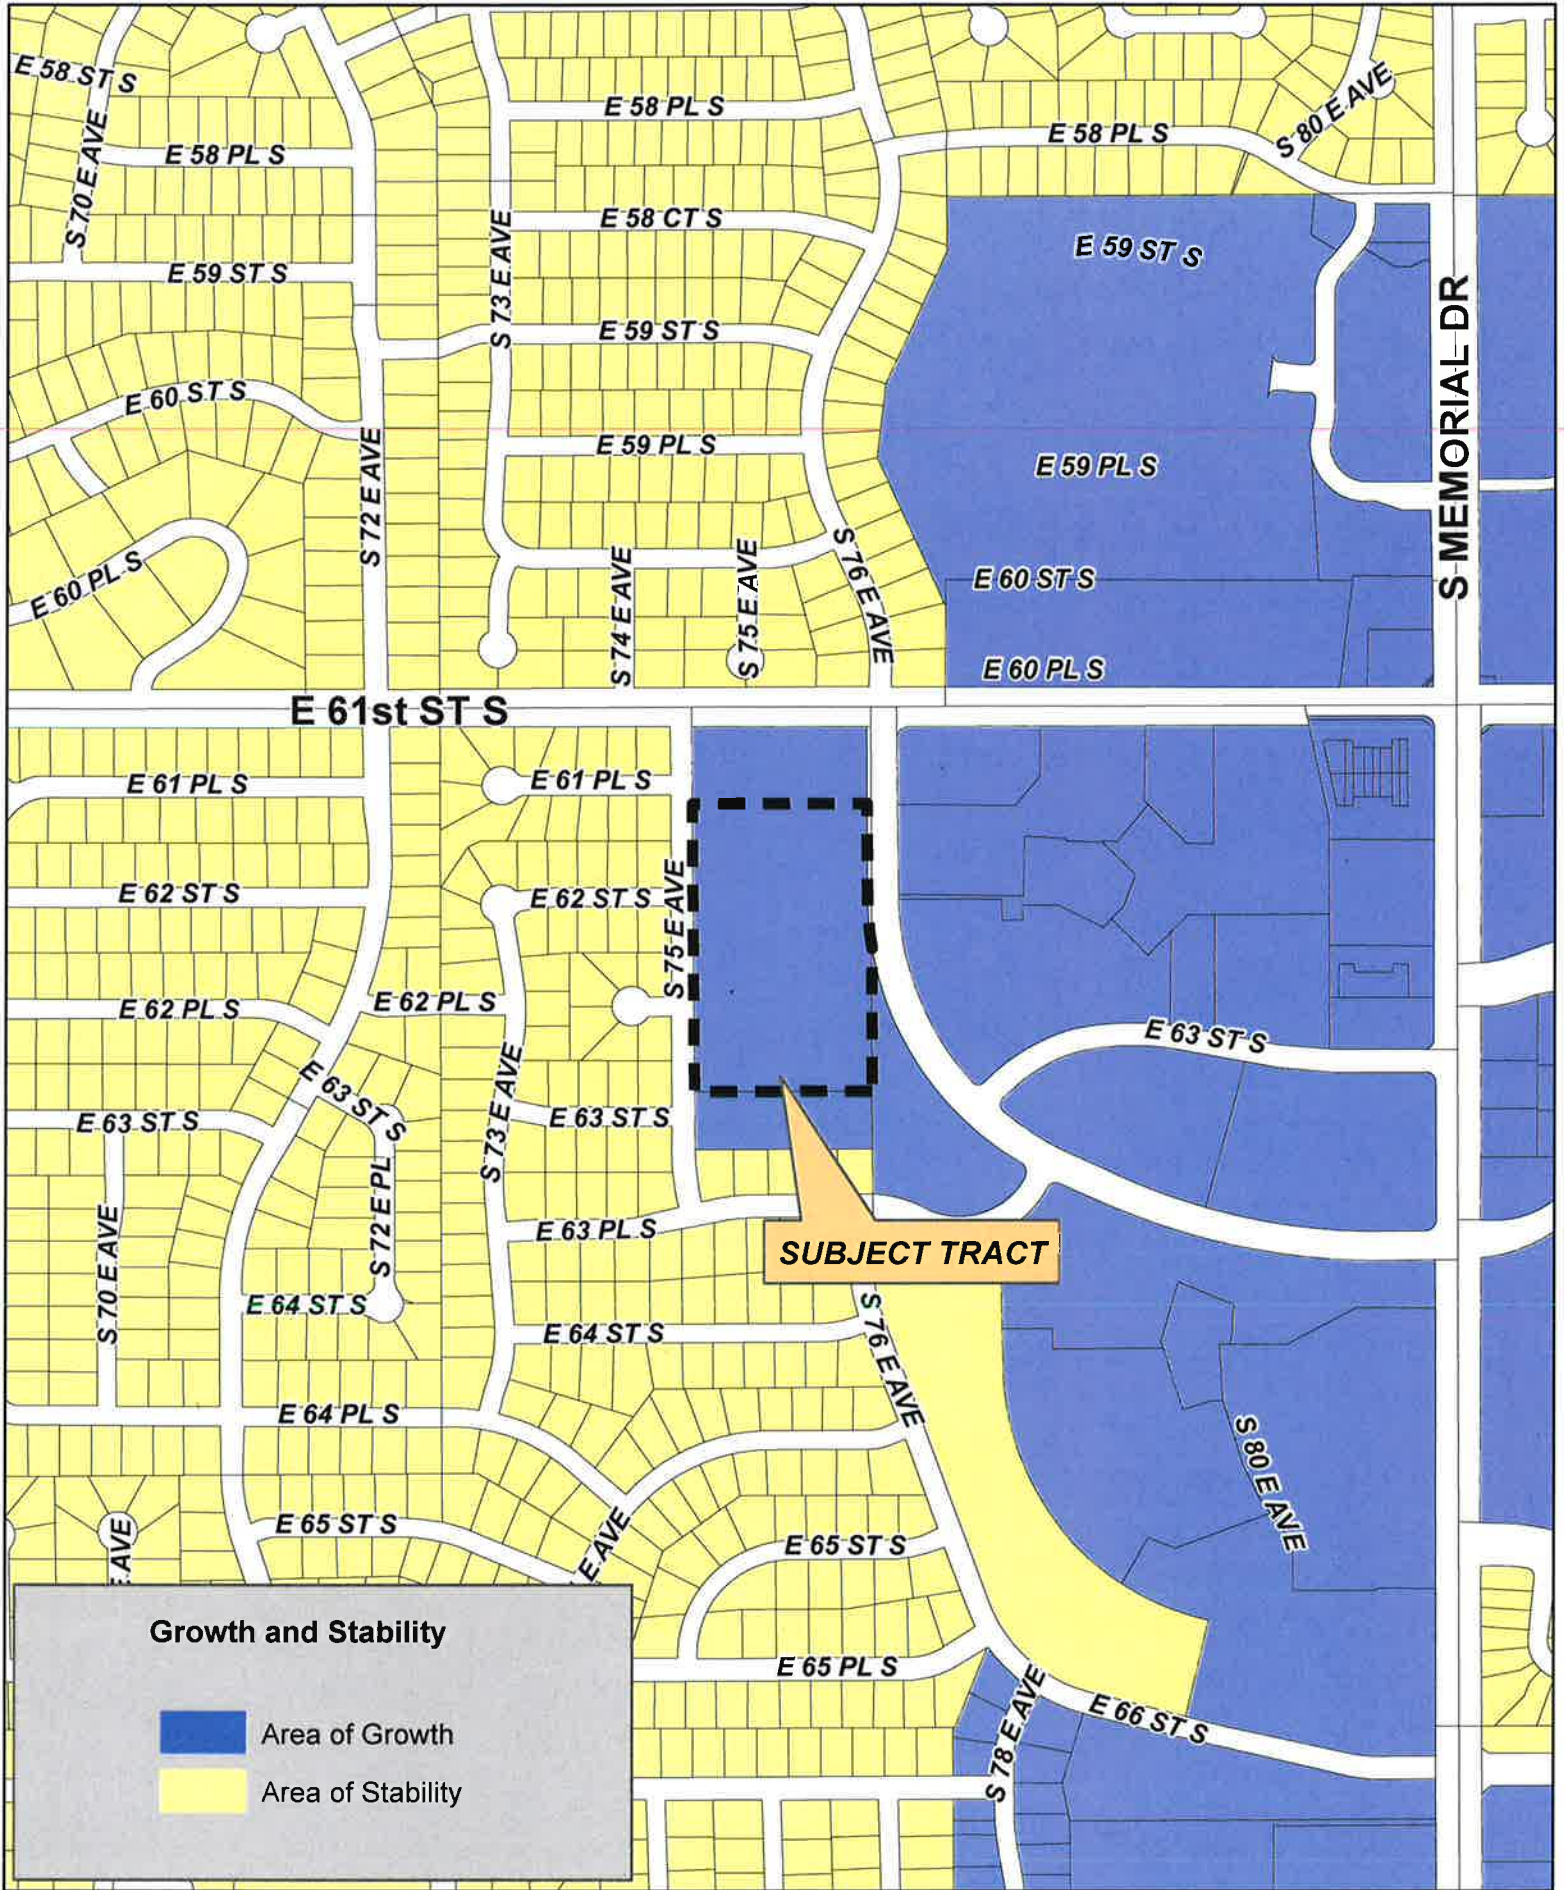 E 58 ST S
E 58 PL S
E 58 PL S
S 80 E AVE
S 70 E AVE
E 58 PL S
E 58 CT S
S 73 E AVE
E 59 ST S
E 59 ST S
E 59 ST S
S MEMORIAL DR
E 60 ST S
E 59 PL S
E 59 PL S
S 72 E AVE
E 60 PL S
S 74 E AVE
S 75 E AVE
S 76 E AVE
E 60 ST S
E 60 PL S
E 61st ST S
E 61 PL S
E 61 PL S
E 62 ST S
E 62 ST S
S 75 E AVE
E 62 PL S
E 62 PL S
E 63 ST S
E 63 ST S
E 63 ST S
S 73 E AVE
E 63 ST S
S 72 E PL
S 70 E AVE
E 63 PL S
SUBJECT TRACT
E 64 ST S
E 64 ST S
S 76 E AVE
E 64 PL S
S 80 E AVE
E 65 ST S
E AVE
E AVE
E 65 ST S
E 65 PL S
S 78 E AVE
E 66 ST S
Growth and Stability
Area of Growth
Area of Stability